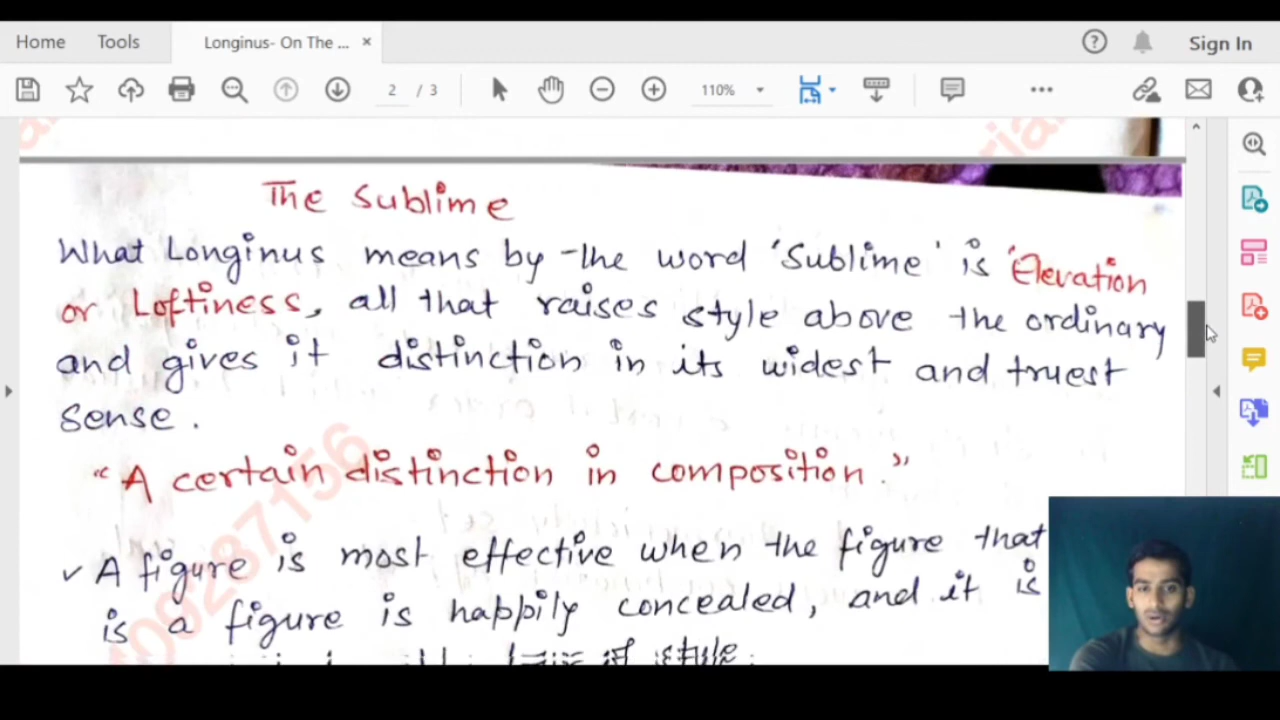 Home Tools Longinus- On The ... × Sign In
2 / 3 110%
The Sublime
What Longinus means by the word 'Sublime' is 'Elevation
or Loftiness, all that raises style above the ordinary
and gives it distinction in its widest and truest
sense.
"A certain distinction in composition."
✓ A figure is most effective when the figure that
is a figure is happily concealed, and it is
style.